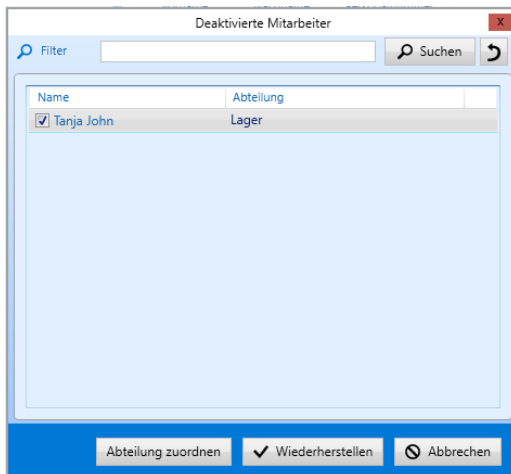 Deaktivierte Mitarbeiter
x
Filter
Suchen
Name Abteilung
Tanja John Lager
Abteilung zuordnen Wiederherstellen Abbrechen